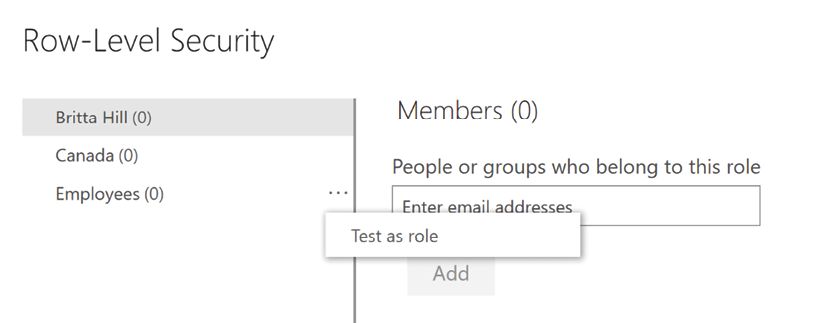 Row-Level Security
Britta Hill (0)
Canada (0)
Employees (0)
...
Members (0)
People or groups who belong to this role
Enter email addresses
Test as role
Add